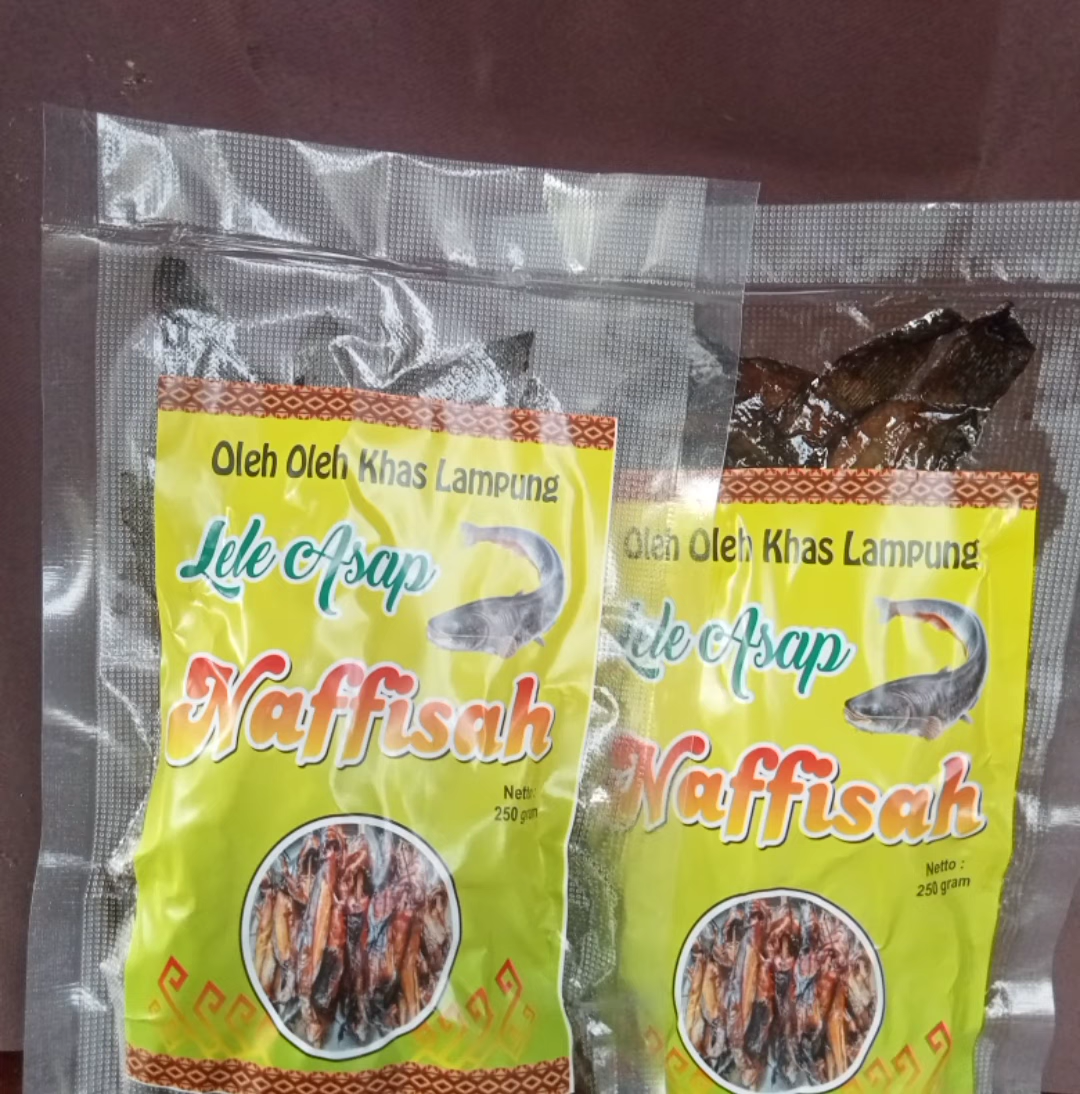 Oleh Oleh Khas Lampung
Lele Asap
Naffisah
Netto:
250 gram
Oleh Oleh Khas Lampung
Lele Asap
Naffisah
Netto :
250 gram